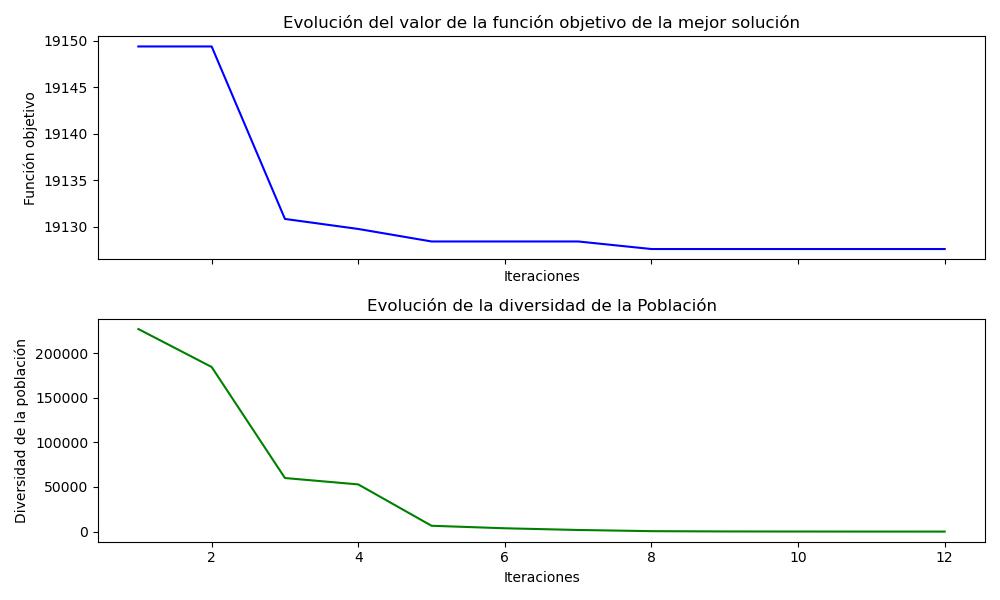 Evolución del valor de la función objetivo de la mejor solución
19150
19145
19140
19135
19130
Función objetivo
Iteraciones
Evolución de la diversidad de la Población
200000
150000
100000
50000
0
Diversidad de la población
2 4 6 8 10 12
Iteraciones